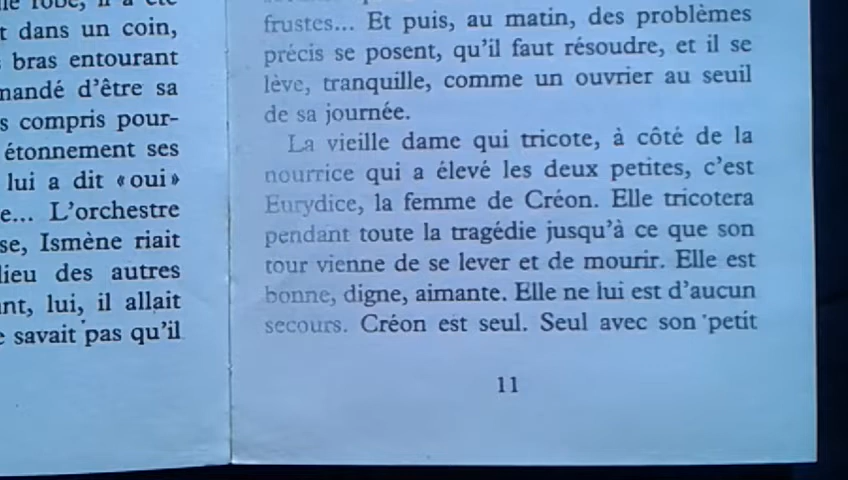 t dans un coin,
bras entourant
mandé d'être sa
s compris pour-
étonnement ses
lui a dit «oui»
e... L'orchestre
se, Ismène riait
lieu des autres
ant, lui, il allait
e savait pas qu'il
frustes... Et puis, au matin, des problèmes
précis se posent, qu'il faut résoudre, et il se
lève, tranquille, comme un ouvrier au seuil
de sa journée.
La vieille dame qui tricote, à côté de la
nourrice qui a élevé les deux petites, c'est
Eurydice, la femme de Créon. Elle tricotera
pendant toute la tragédie jusqu'à ce que son
tour vienne de se lever et de mourir. Elle est
bonne, digne, aimante. Elle ne lui est d'aucun
secours. Créon est seul. Seul avec son petit
11